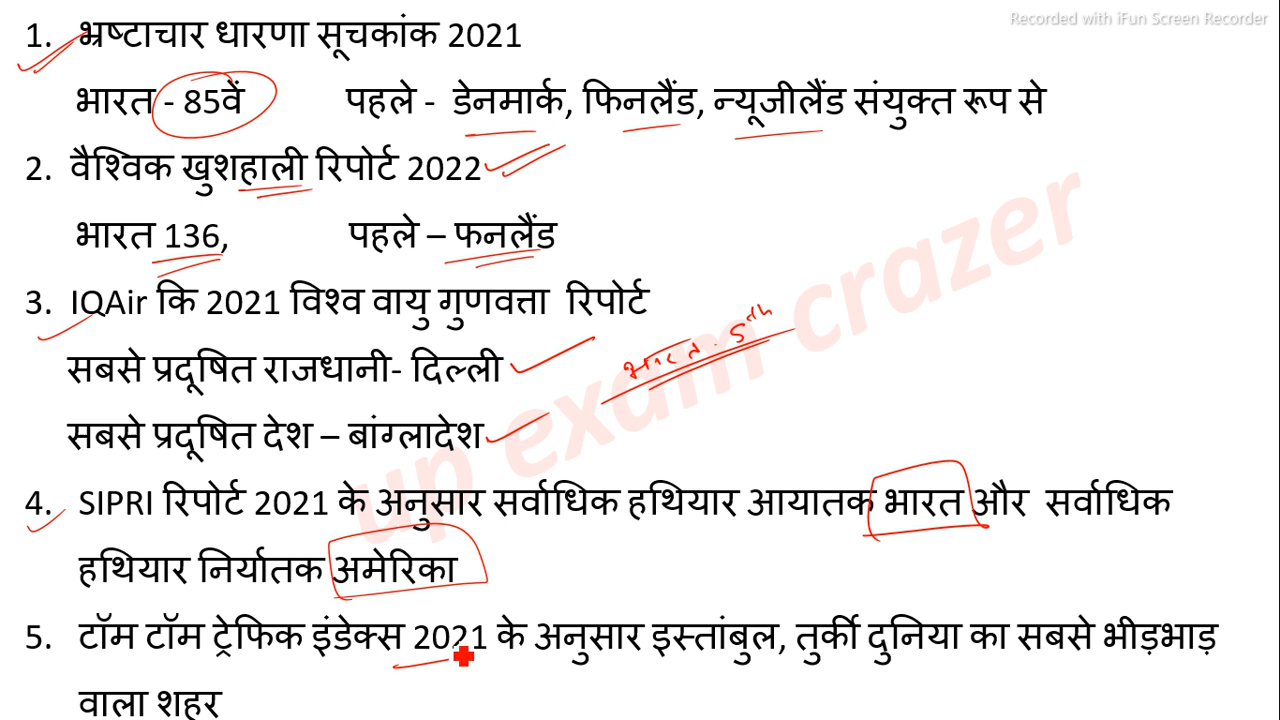 Recorded with iFun Screen Recorder
1. भ्रष्टाचार धारणा सूचकांक 2021
भारत - 85वें पहले - डेनमार्क, फिनलैंड, न्यूजीलैंड संयुक्त रूप से
2. वैश्विक खुशहाली रिपोर्ट 2022
भारत 136, पहले – फनलैंड
3. IQAir कि 2021 विश्व वायु गुणवत्ता रिपोर्ट
भारत. 5th
सबसे प्रदूषित राजधानी- दिल्ली
सबसे प्रदूषित देश – बांग्लादेश
4. SIPRI रिपोर्ट 2021 के अनुसार सर्वाधिक हथियार आयातक भारत और सर्वाधिक
हथियार निर्यातक अमेरिका
5. टॉम टॉम ट्रेफिक इंडेक्स 2021 के अनुसार इस्तांबुल, तुर्की दुनिया का सबसे भीड़भाड़
वाला शहर
up exam crazer